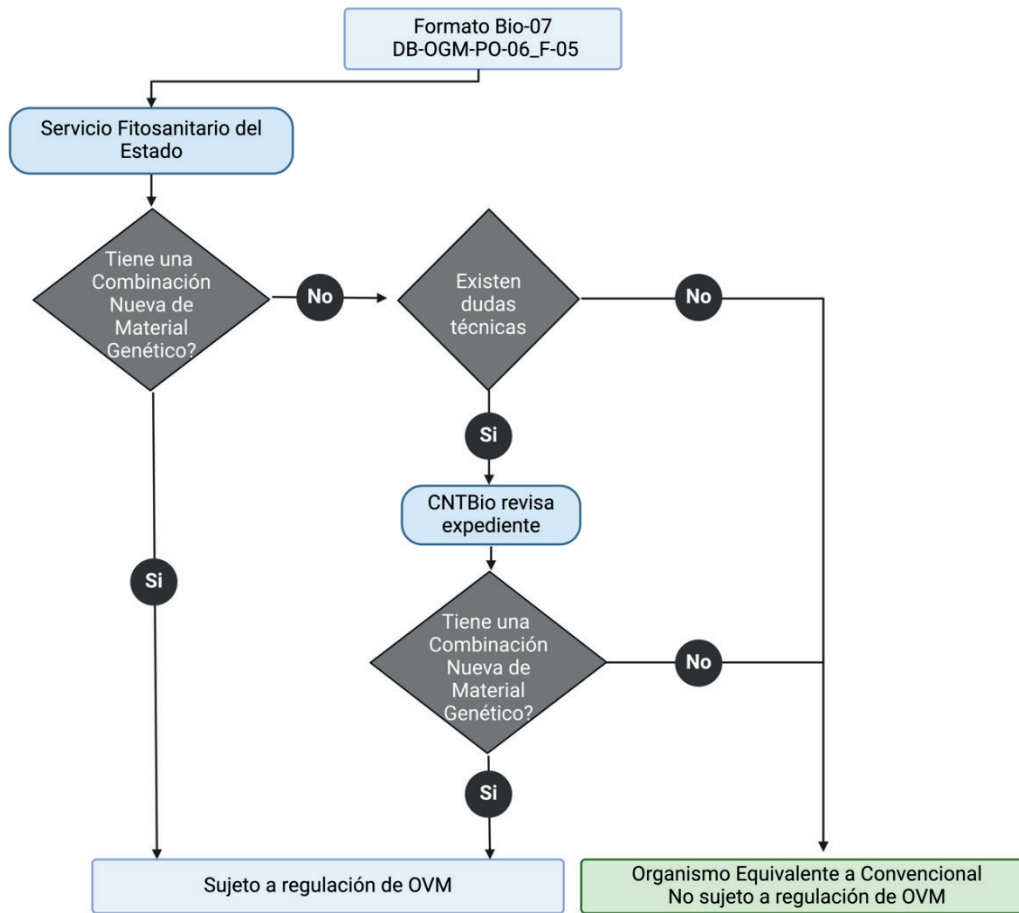 Formato Bio-07
DB-OGM-PO-06_F-05
Servicio Fitosanitario del
Estado
Tiene una
Combinación
Nueva de
Material
Genético?
No
Existen
dudas
técnicas
No
Si
CNTBio revisa
expediente
Si
Tiene una
Combinación
Nueva de
Material
Genético?
No
Si
Sujeto a regulación de OVM
Organismo Equivalente a Convencional
No sujeto a regulación de OVM